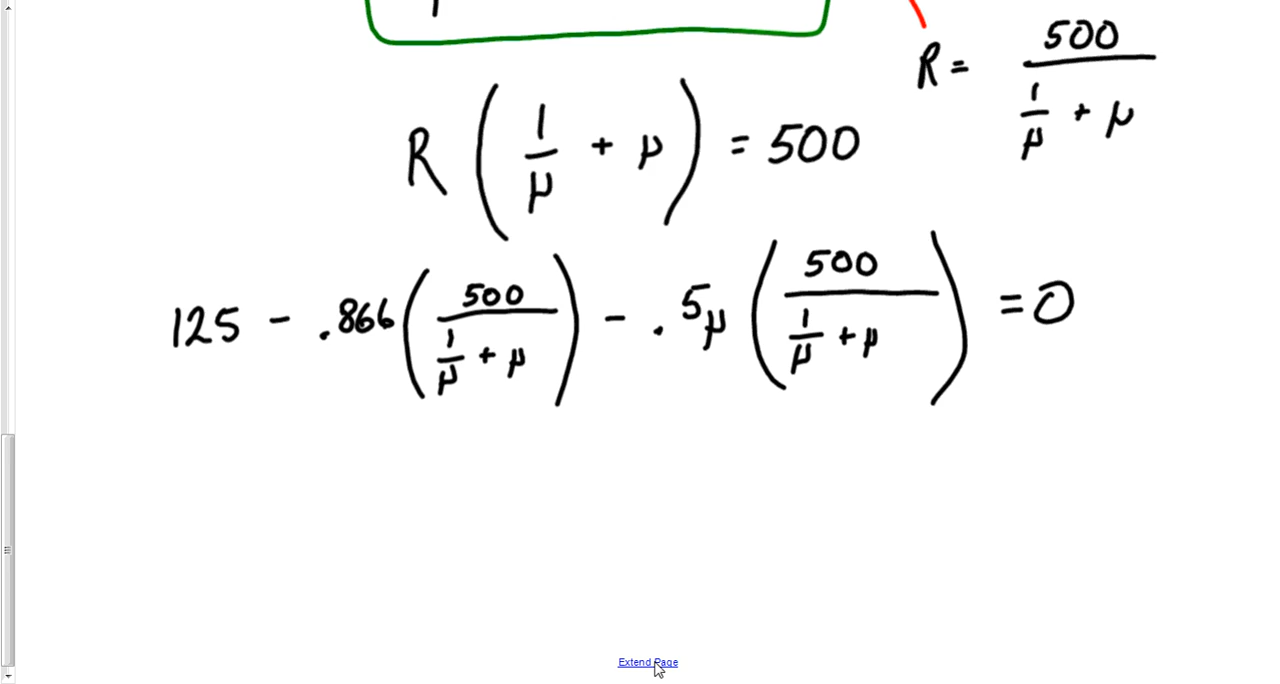 R = 500 / (1/μ + μ)
R (1/μ + μ) = 500
125 - .866 (500 / (1/μ + μ)) - .5μ (500 / (1/μ + μ)) = 0
Extend Page